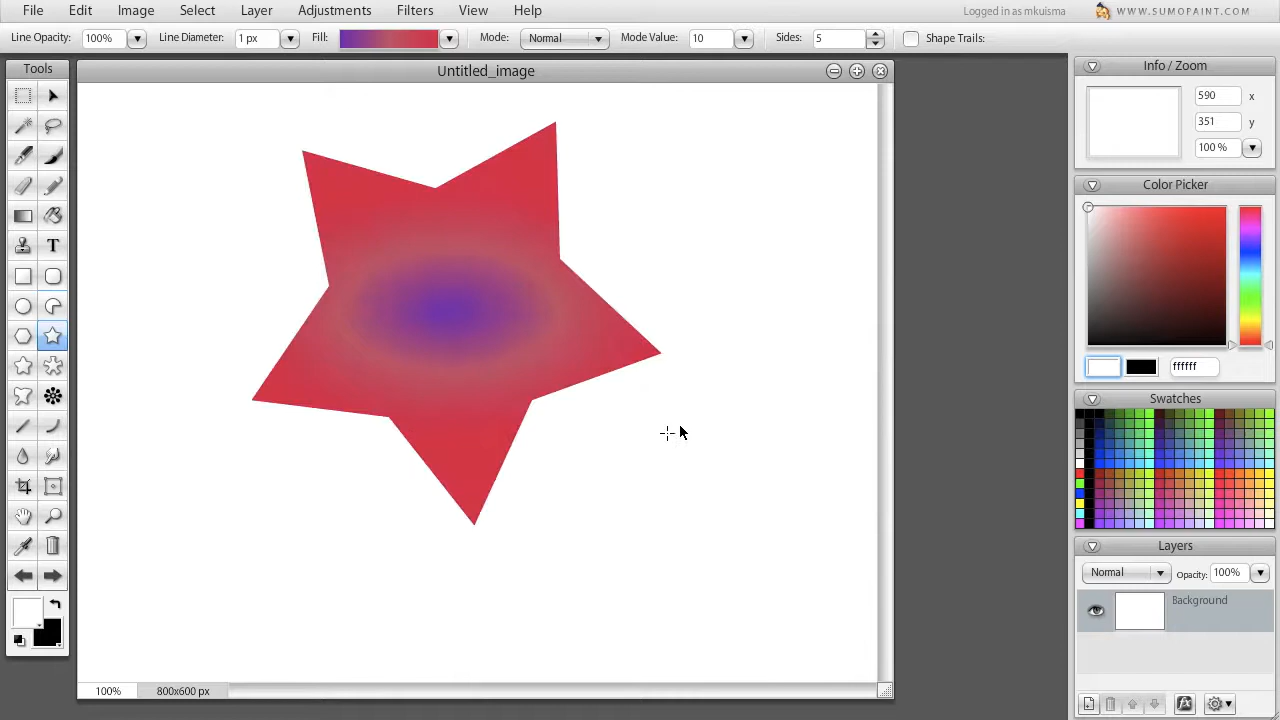 File Edit Image Select Layer Adjustments Filters View Help Logged in as mkuisma WWW.SUMOPAINT.COM
Line Opacity: 100% Line Diameter: 1 px Fill: Mode: Normal Mode Value: 10 Sides: 5 Shape Trails:
Tools
Untitled_image
Info / Zoom
590 x
351 y
100 %
Color Picker
ffffff
Swatches
Layers
Normal Opacity: 100%
Background
T
fx
100% 800x600 px